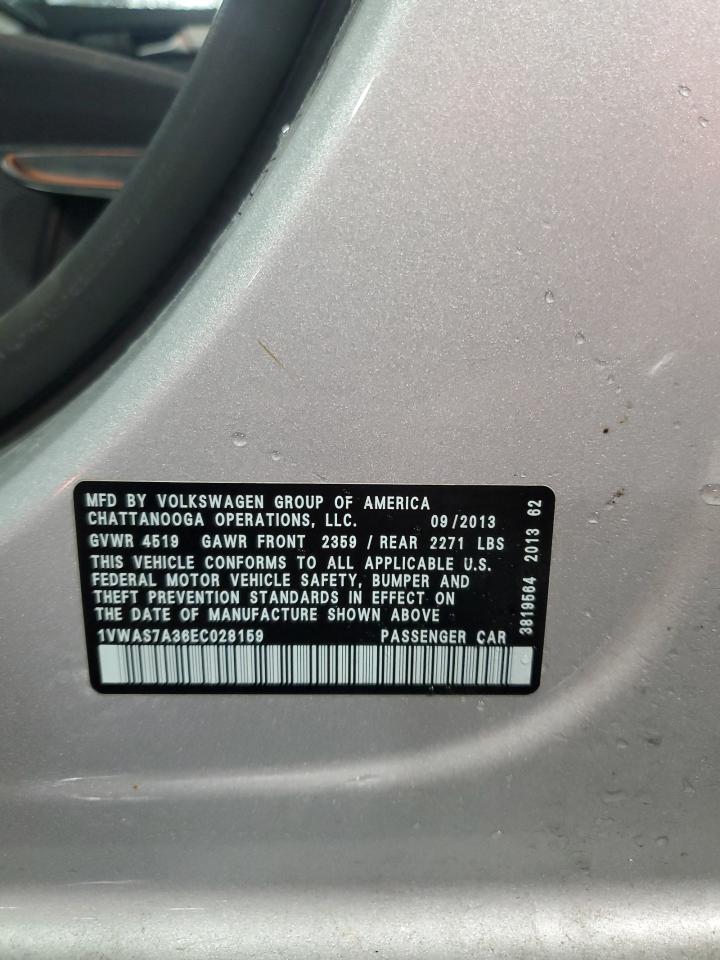 MFD BY VOLKSWAGEN GROUP OF AMERICA
CHATTANOOGA OPERATIONS, LLC. 09/2013
GVWR 4519 GAWR FRONT 2359 / REAR 2271 LBS
THIS VEHICLE CONFORMS TO ALL APPLICABLE U.S.
FEDERAL MOTOR VEHICLE SAFETY, BUMPER AND
THEFT PREVENTION STANDARDS IN EFFECT ON
THE DATE OF MANUFACTURE SHOWN ABOVE
1VWAS7A36EC028159 PASSENGER CAR
3819564 2013 62